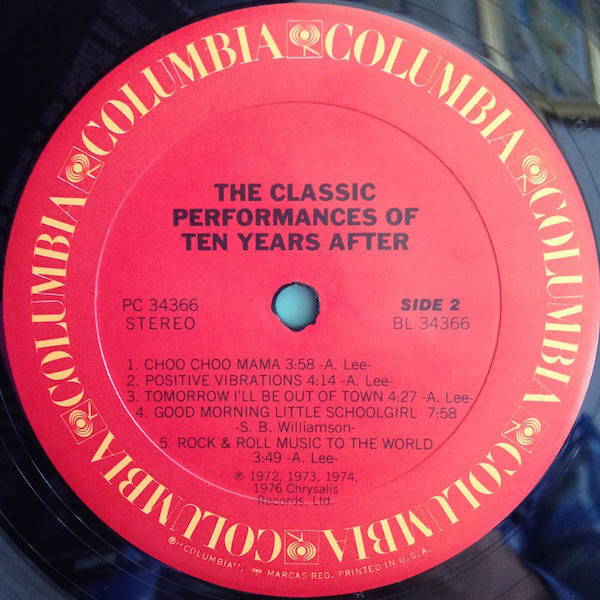 COLUMBIA COLUMBIA COLUMBIA COLUMBIA COLUMBIA COLUMBIA COLUMBIA COLUMBIA
THE CLASSIC
PERFORMANCES OF
TEN YEARS AFTER
PC 34366 SIDE 2
STEREO BL 34366
1. CHOO CHOO MAMA 3:58 -A. Lee-
2. POSITIVE VIBRATIONS 4:14 -A. Lee-
3. TOMORROW I'LL BE OUT OF TOWN 4:27 -A. Lee-
4. GOOD MORNING LITTLE SCHOOLGIRL 7:58
-S. B. Williamson-
5. ROCK & ROLL MUSIC TO THE WORLD
3:49 -A. Lee-
℗ 1972, 1973, 1974,
1976 Chrysalis
Records, Ltd.
® "COLUMBIA", MARCAS REG. PRINTED IN U.S.A.